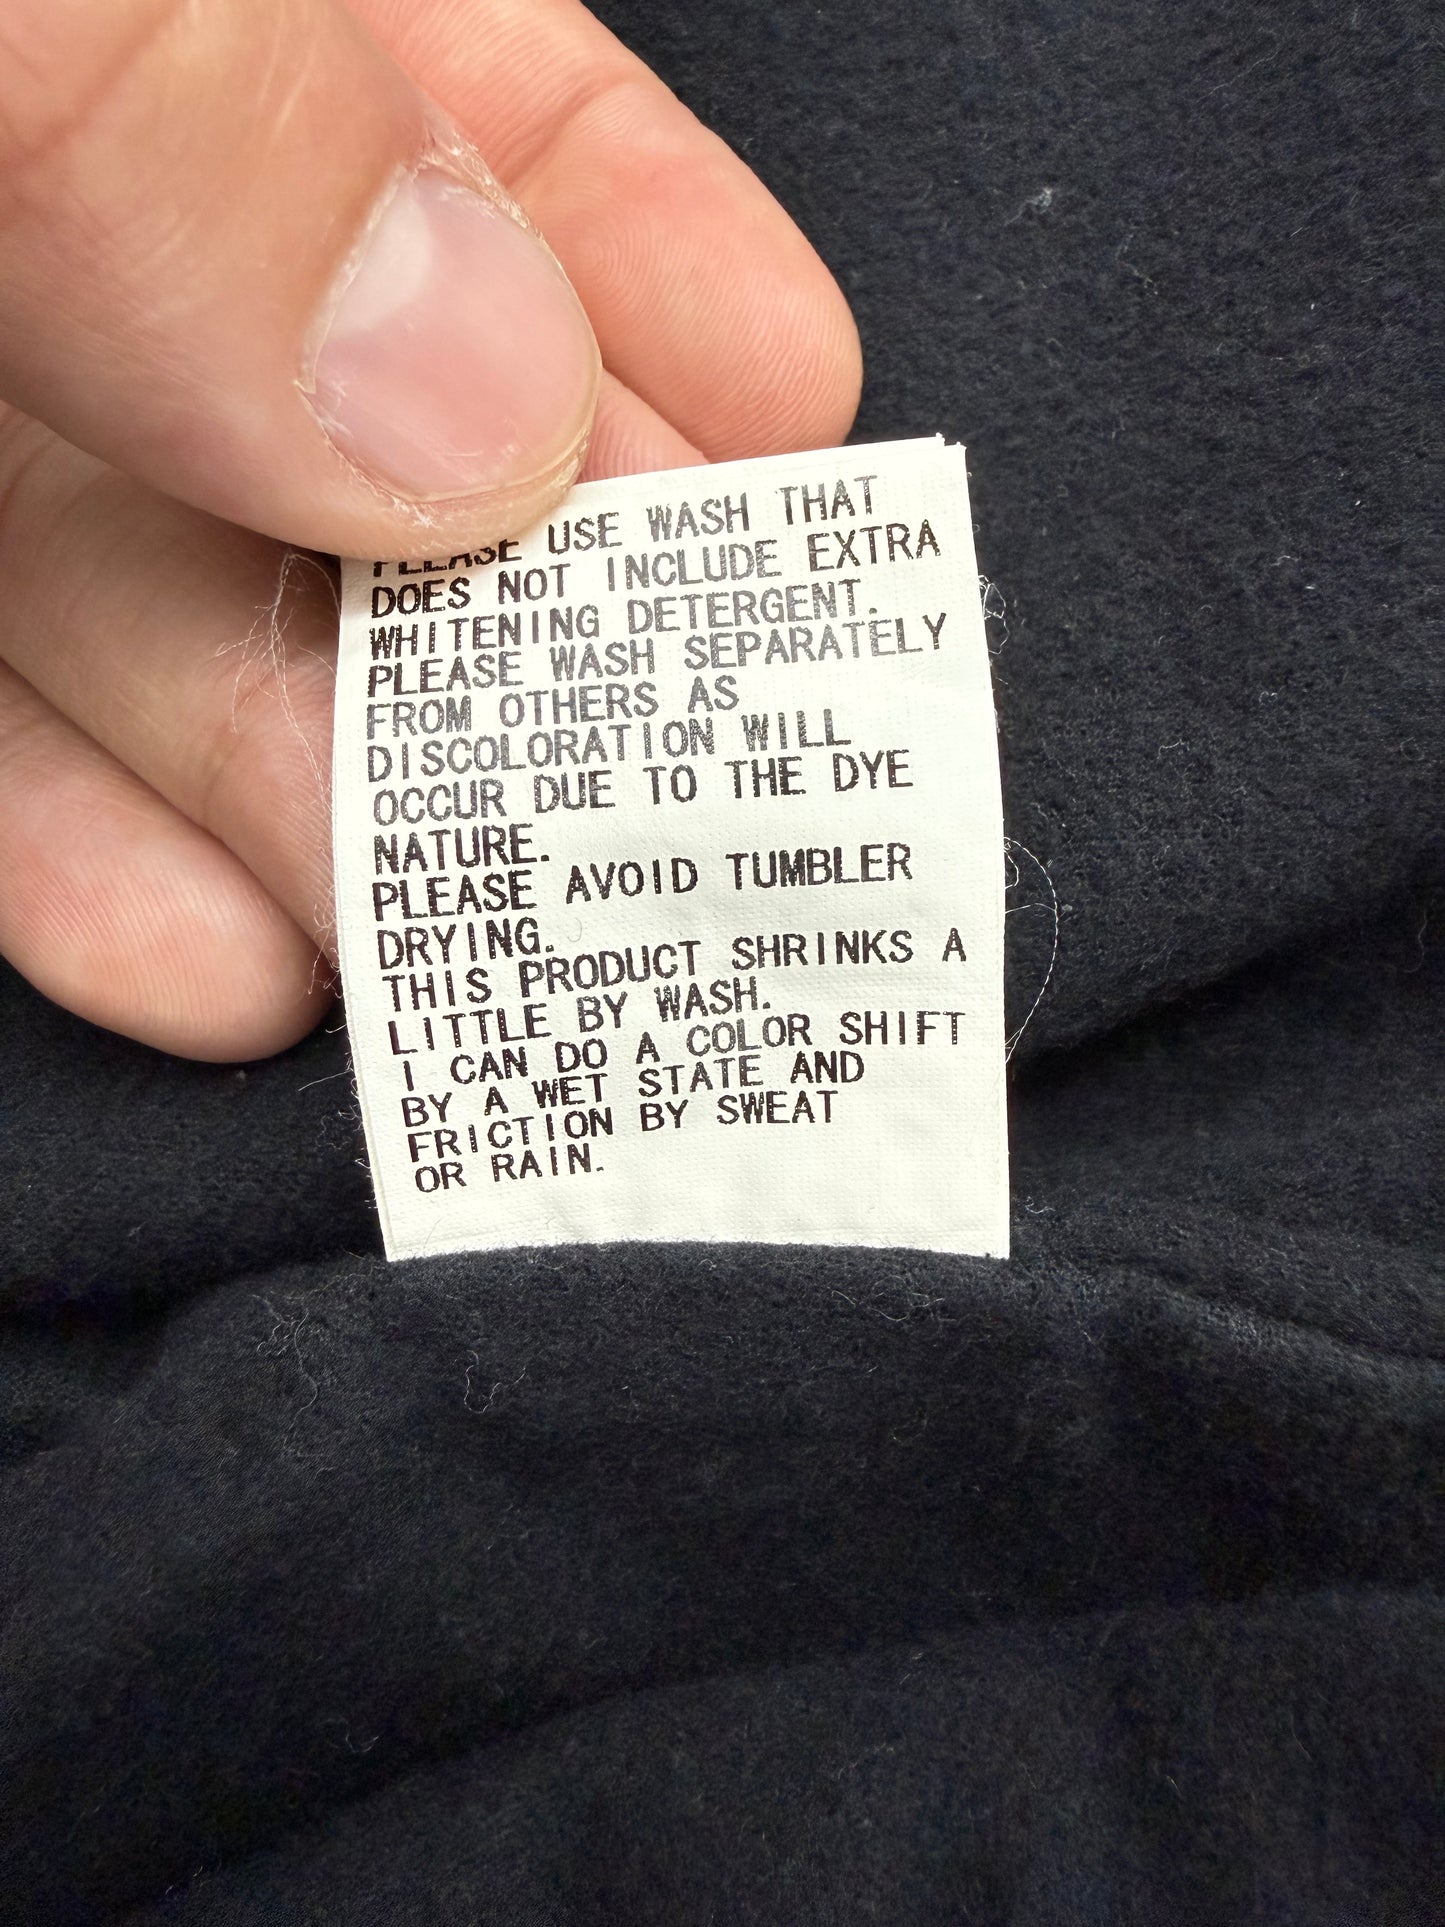 PLEASE USE WASH THAT
DOES NOT INCLUDE EXTRA
WHITENING DETERGENT.
PLEASE WASH SEPARATELY
FROM OTHERS AS
DISCOLORATION WILL
OCCUR DUE TO THE DYE
NATURE.
PLEASE AVOID TUMBLER
DRYING.
THIS PRODUCT SHRINKS A
LITTLE BY WASH.
I CAN DO A COLOR SHIFT
BY A WET STATE AND
FRICTION BY SWEAT
OR RAIN.